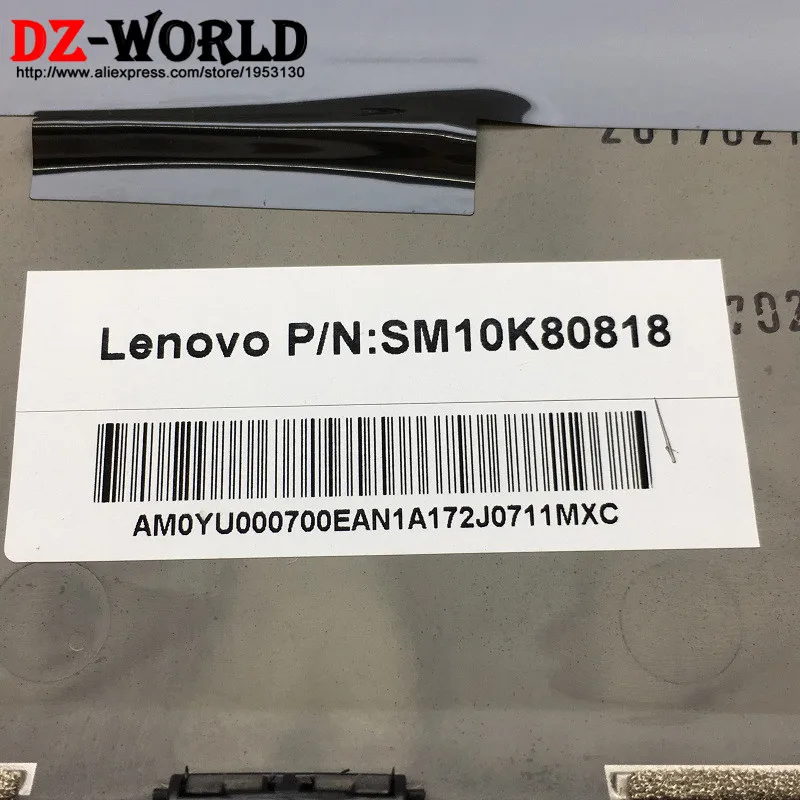 DZ-WORLD
http://www.aliexpress.com/store/1953130
Lenovo P/N:SM10K80818
AM0YU000700EAN1A172J0711MXC